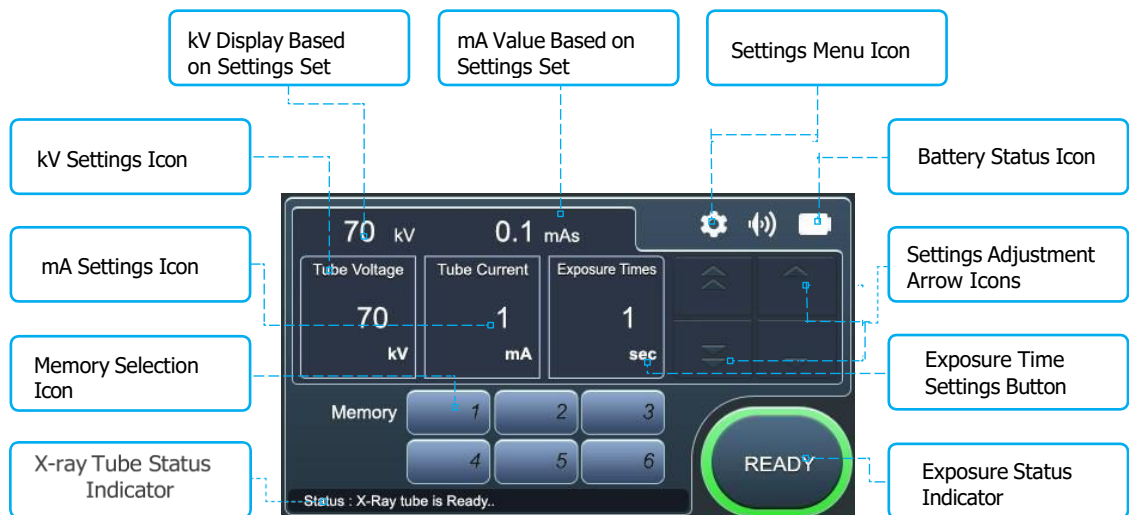 kV Display Based
on Settings Set
mA Value Based on
Settings Set
Settings Menu Icon
kV Settings Icon
Battery Status Icon
mA Settings Icon
Settings Adjustment
Arrow Icons
Memory Selection
Icon
Exposure Time
Settings Button
X-ray Tube Status
Indicator
Exposure Status
Indicator
70 kV
0.1 mAs
Tube Voltage
70
kV
Tube Current
1
mA
Exposure Times
1
sec
Memory
1
2
3
4
5
6
READY
Status : X-Ray tube is Ready..